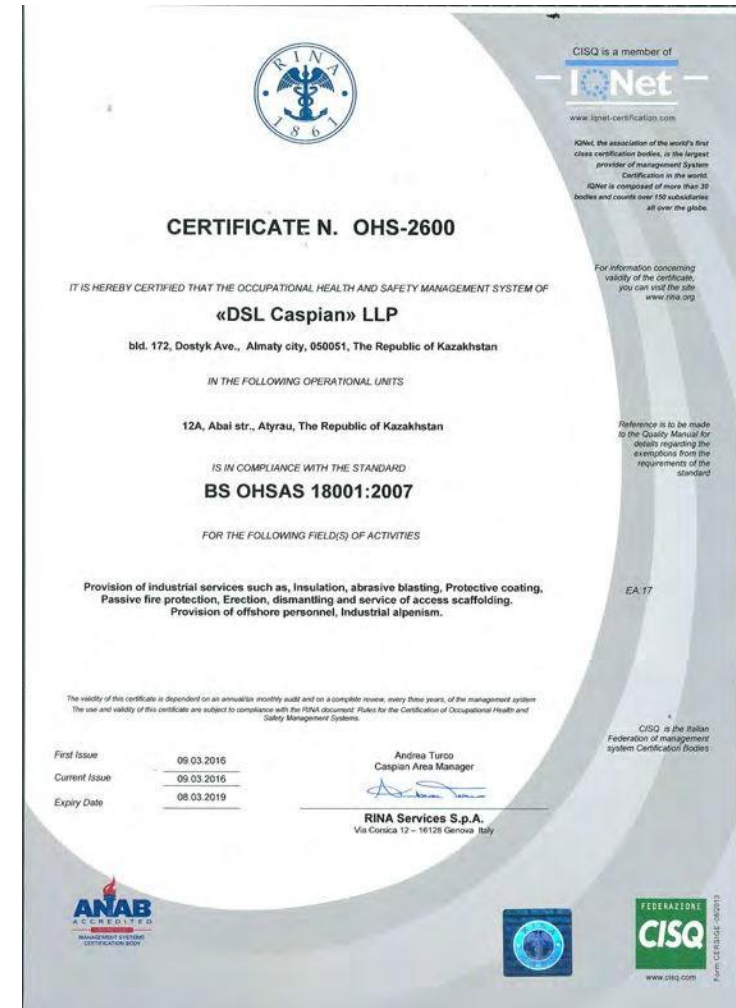 RINA
1861
CISQ is a member of
IQNet
www.iqnet-certification.com
IQNet, the association of the world's first
class certification bodies, is the largest
provider of management System
Certification in the world.
IQNet is composed of more than 30
bodies and counts over 150 subsidiaries
all over the globe.
CERTIFICATE N. OHS-2600
For information concerning
validity of the certificate,
you can visit the site
www.rina.org
IT IS HEREBY CERTIFIED THAT THE OCCUPATIONAL HEALTH AND SAFETY MANAGEMENT SYSTEM OF
«DSL Caspian» LLP
bld. 172, Dostyk Ave., Almaty city, 050051, The Republic of Kazakhstan
IN THE FOLLOWING OPERATIONAL UNITS
12A, Abai str., Atyrau, The Republic of Kazakhstan
Reference is to be made
to the Quality Manual for
details regarding the
exemptions from the
requirements of the
standard
IS IN COMPLIANCE WITH THE STANDARD
BS OHSAS 18001:2007
FOR THE FOLLOWING FIELD(S) OF ACTIVITIES
Provision of industrial services such as, Insulation, abrasive blasting, Protective coating,
Passive fire protection, Erection, dismantling and service of access scaffolding.
Provision of offshore personnel, Industrial alpenism.
EA:17
The validity of this certificate is dependent on an annual/six monthly audit and on a complete review, every three years, of the management system
The use and validity of this certificate are subject to compliance with the RINA document: Rules for the Certification of Occupational Health and
Safety Management Systems.
CISQ is the Italian
Federation of management
system Certification Bodies
First Issue 09.03.2016
Current Issue 09.03.2016
Expiry Date 08.03.2019
Andrea Turco
Caspian Area Manager
RINA Services S.p.A.
Via Corsica 12 – 16128 Genova Italy
ANAB
ACCREDITED
MANAGEMENT SYSTEMS
CERTIFICATION BODY
FEDERAZIONE
CISQ
www.cisq.com
Form CERSIGE -08/2013